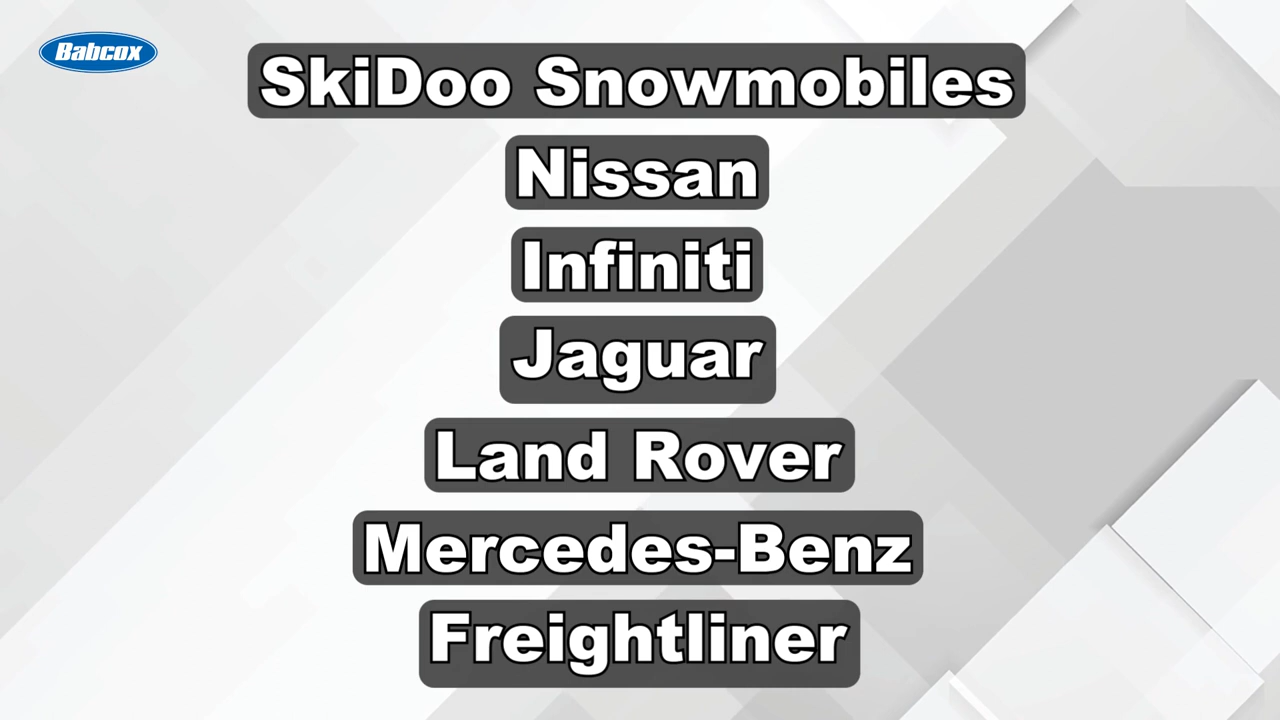 Babcox
SkiDoo Snowmobiles
Nissan
Infiniti
Jaguar
Land Rover
Mercedes-Benz
Freightliner